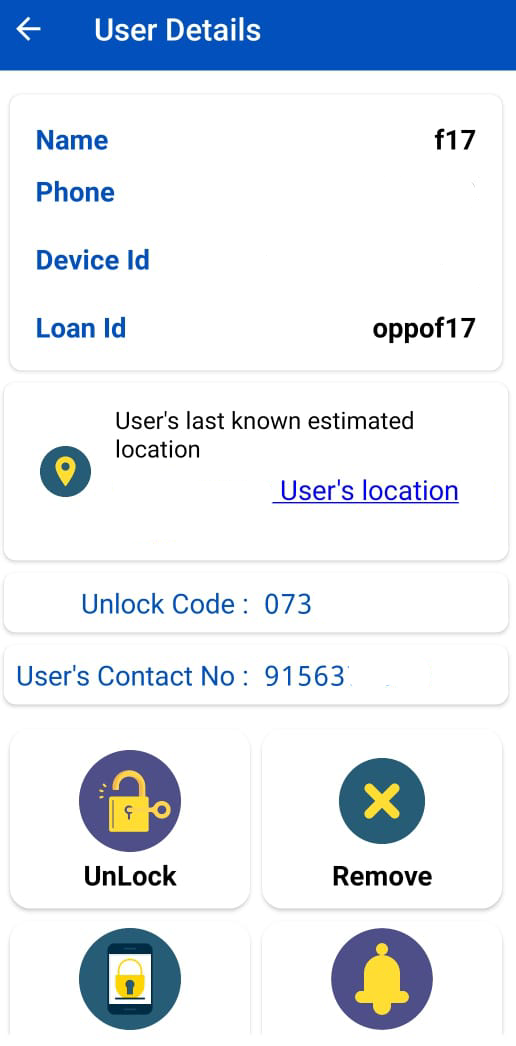 User Details
Name f17
Phone
Device Id
Loan Id oppof17
User's last known estimated
location
User's location
Unlock Code : 073
User's Contact No : 91563
UnLock
Remove